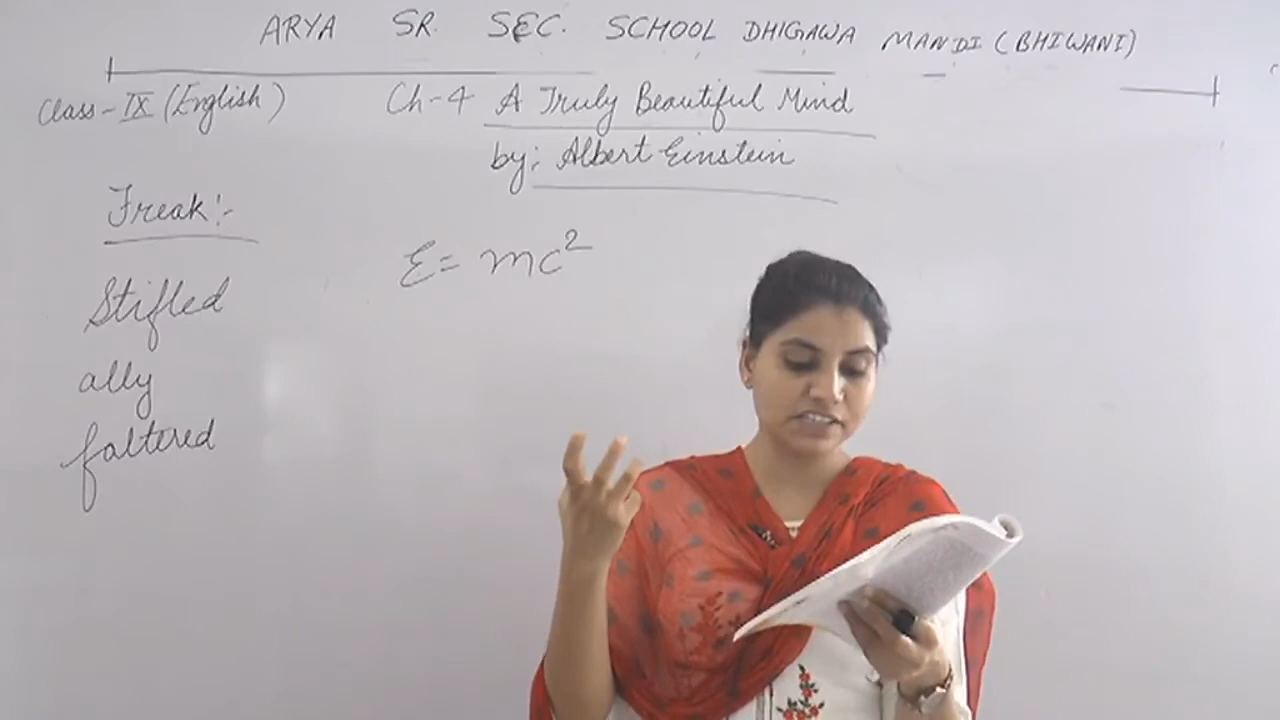 ARYA SR. SEC. SCHOOL DHIGAWA MANDI (BHIWANI)
Class-IX (English) Ch-4 A Truly Beautiful Mind
by: Albert Einstein
Freak:-
E= mc²
Stifled
ally
faltered